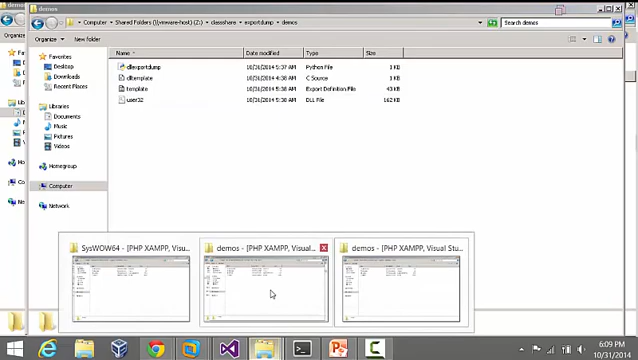 demos
Computer ▸ Shared Folders (\\vmware-host) (Z:) ▸ classshare ▸ exportdump ▸ demos
Search demos
Organize ▾ New folder
Name Date modified Type Size
dllexportdump 10/31/2014 5:37 AM Python File 1 KB
dlltemplate 10/31/2014 4:38 AM C Source 1 KB
template 10/31/2014 5:38 AM Export Definition File 43 KB
user32 10/31/2014 5:38 AM DLL File 162 KB
Favorites
Desktop
Downloads
Recent Places
Libraries
Documents
Music
Pictures
Videos
Homegroup
Computer
Network
SysWOW64 - [PHP XAMPP, Visu...
demos - [PHP XAMPP, Visual...
demos - [PHP XAMPP, Visual Stu...
6:09 PM
10/31/2014